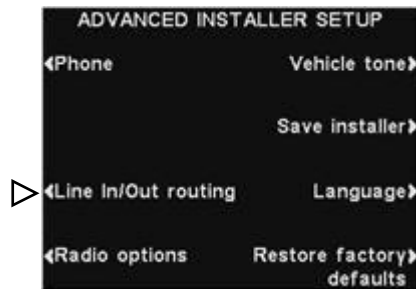 ADVANCED INSTALLER SETUP
Phone
Vehicle tone
Save installer
Line In/Out routing
Language
Radio options
Restore factory
defaults